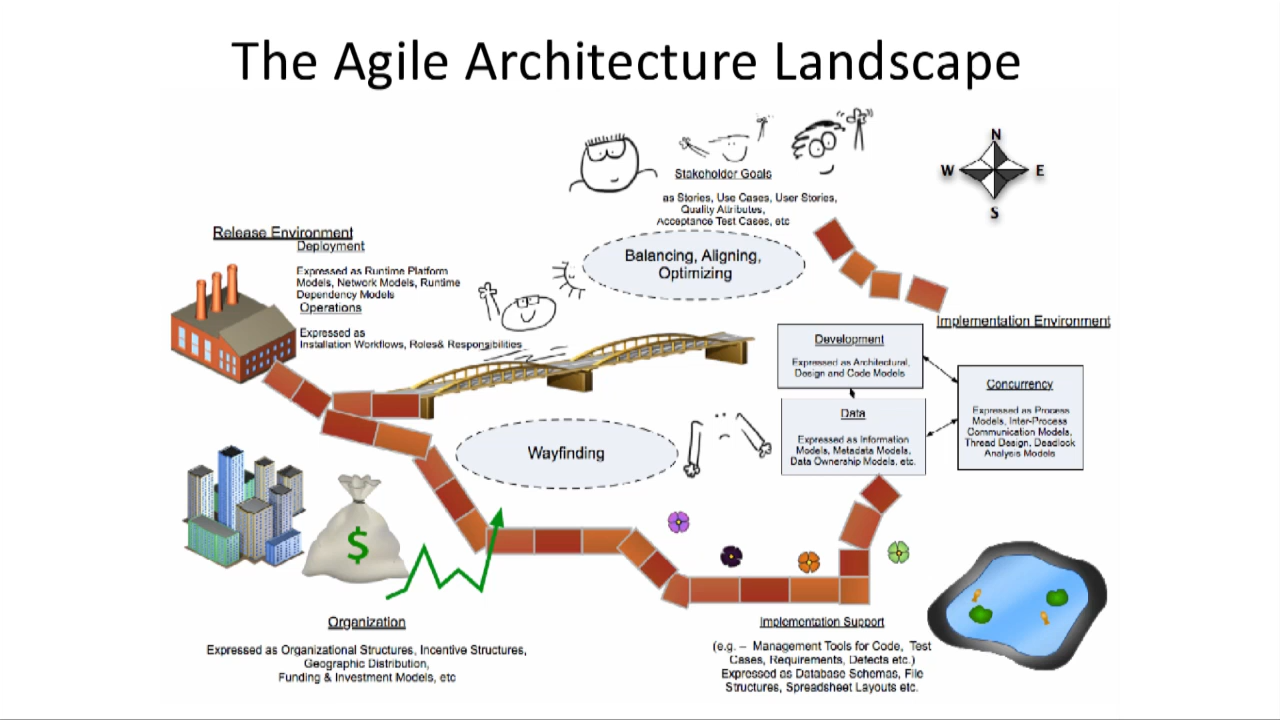 The Agile Architecture Landscape
N
W
E
S
Stakeholder Goals
as Stories, Use Cases, User Stories,
Quality Attributes,
Acceptance Test Cases, etc
Release Environment
Deployment
Expressed as Runtime Platform
Models, Network Models, Runtime
Dependency Models
Operations
Expressed as
Installation Workflows, Roles& Responsibilities
Balancing, Aligning,
Optimizing
Implementation Environment
Development
Expressed as Architectural,
Design and Code Models
Concurrency
Expressed as Process
Models, Inter-Process
Communication Models,
Thread Design, Deadlock
Analysis Models
Data
Expressed as Information
Models, Metadata Models,
Data Ownership Models, etc.
Wayfinding
$
Organization
Expressed as Organizational Structures, Incentive Structures,
Geographic Distribution,
Funding & Investment Models, etc
Implementation Support
(e.g. – Management Tools for Code, Test
Cases, Requirements, Defects etc.)
Expressed as Database Schemas, File
Structures, Spreadsheet Layouts etc.